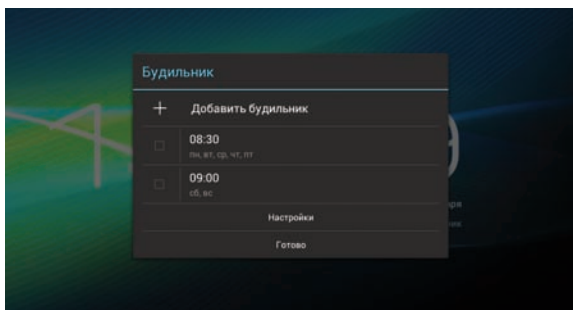 Будильник
Добавить будильник
08:30
пн, вт, ср, чт, пт
09:00
сб, вс
Настройки
Готово